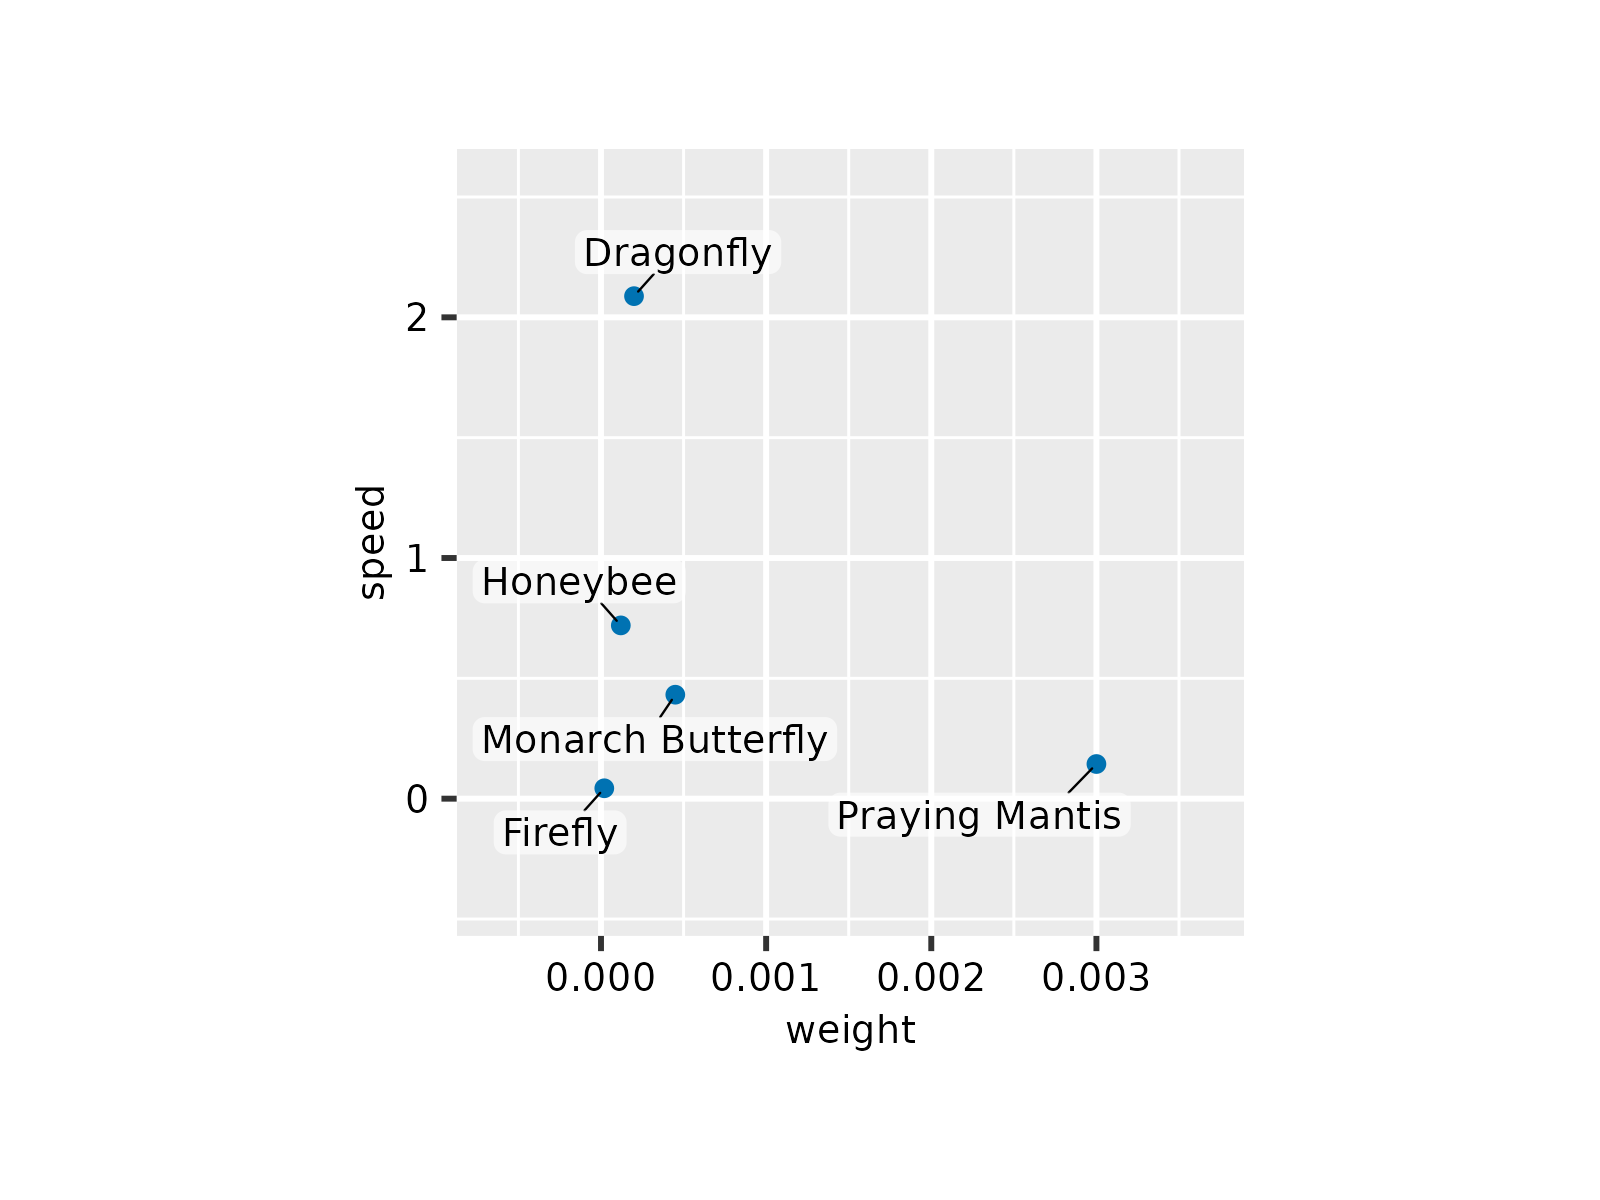 Dragonfly
2
speed
1
Honeybee
Monarch Butterfly
0
Praying Mantis
Firefly
0.000 0.001 0.002 0.003
weight